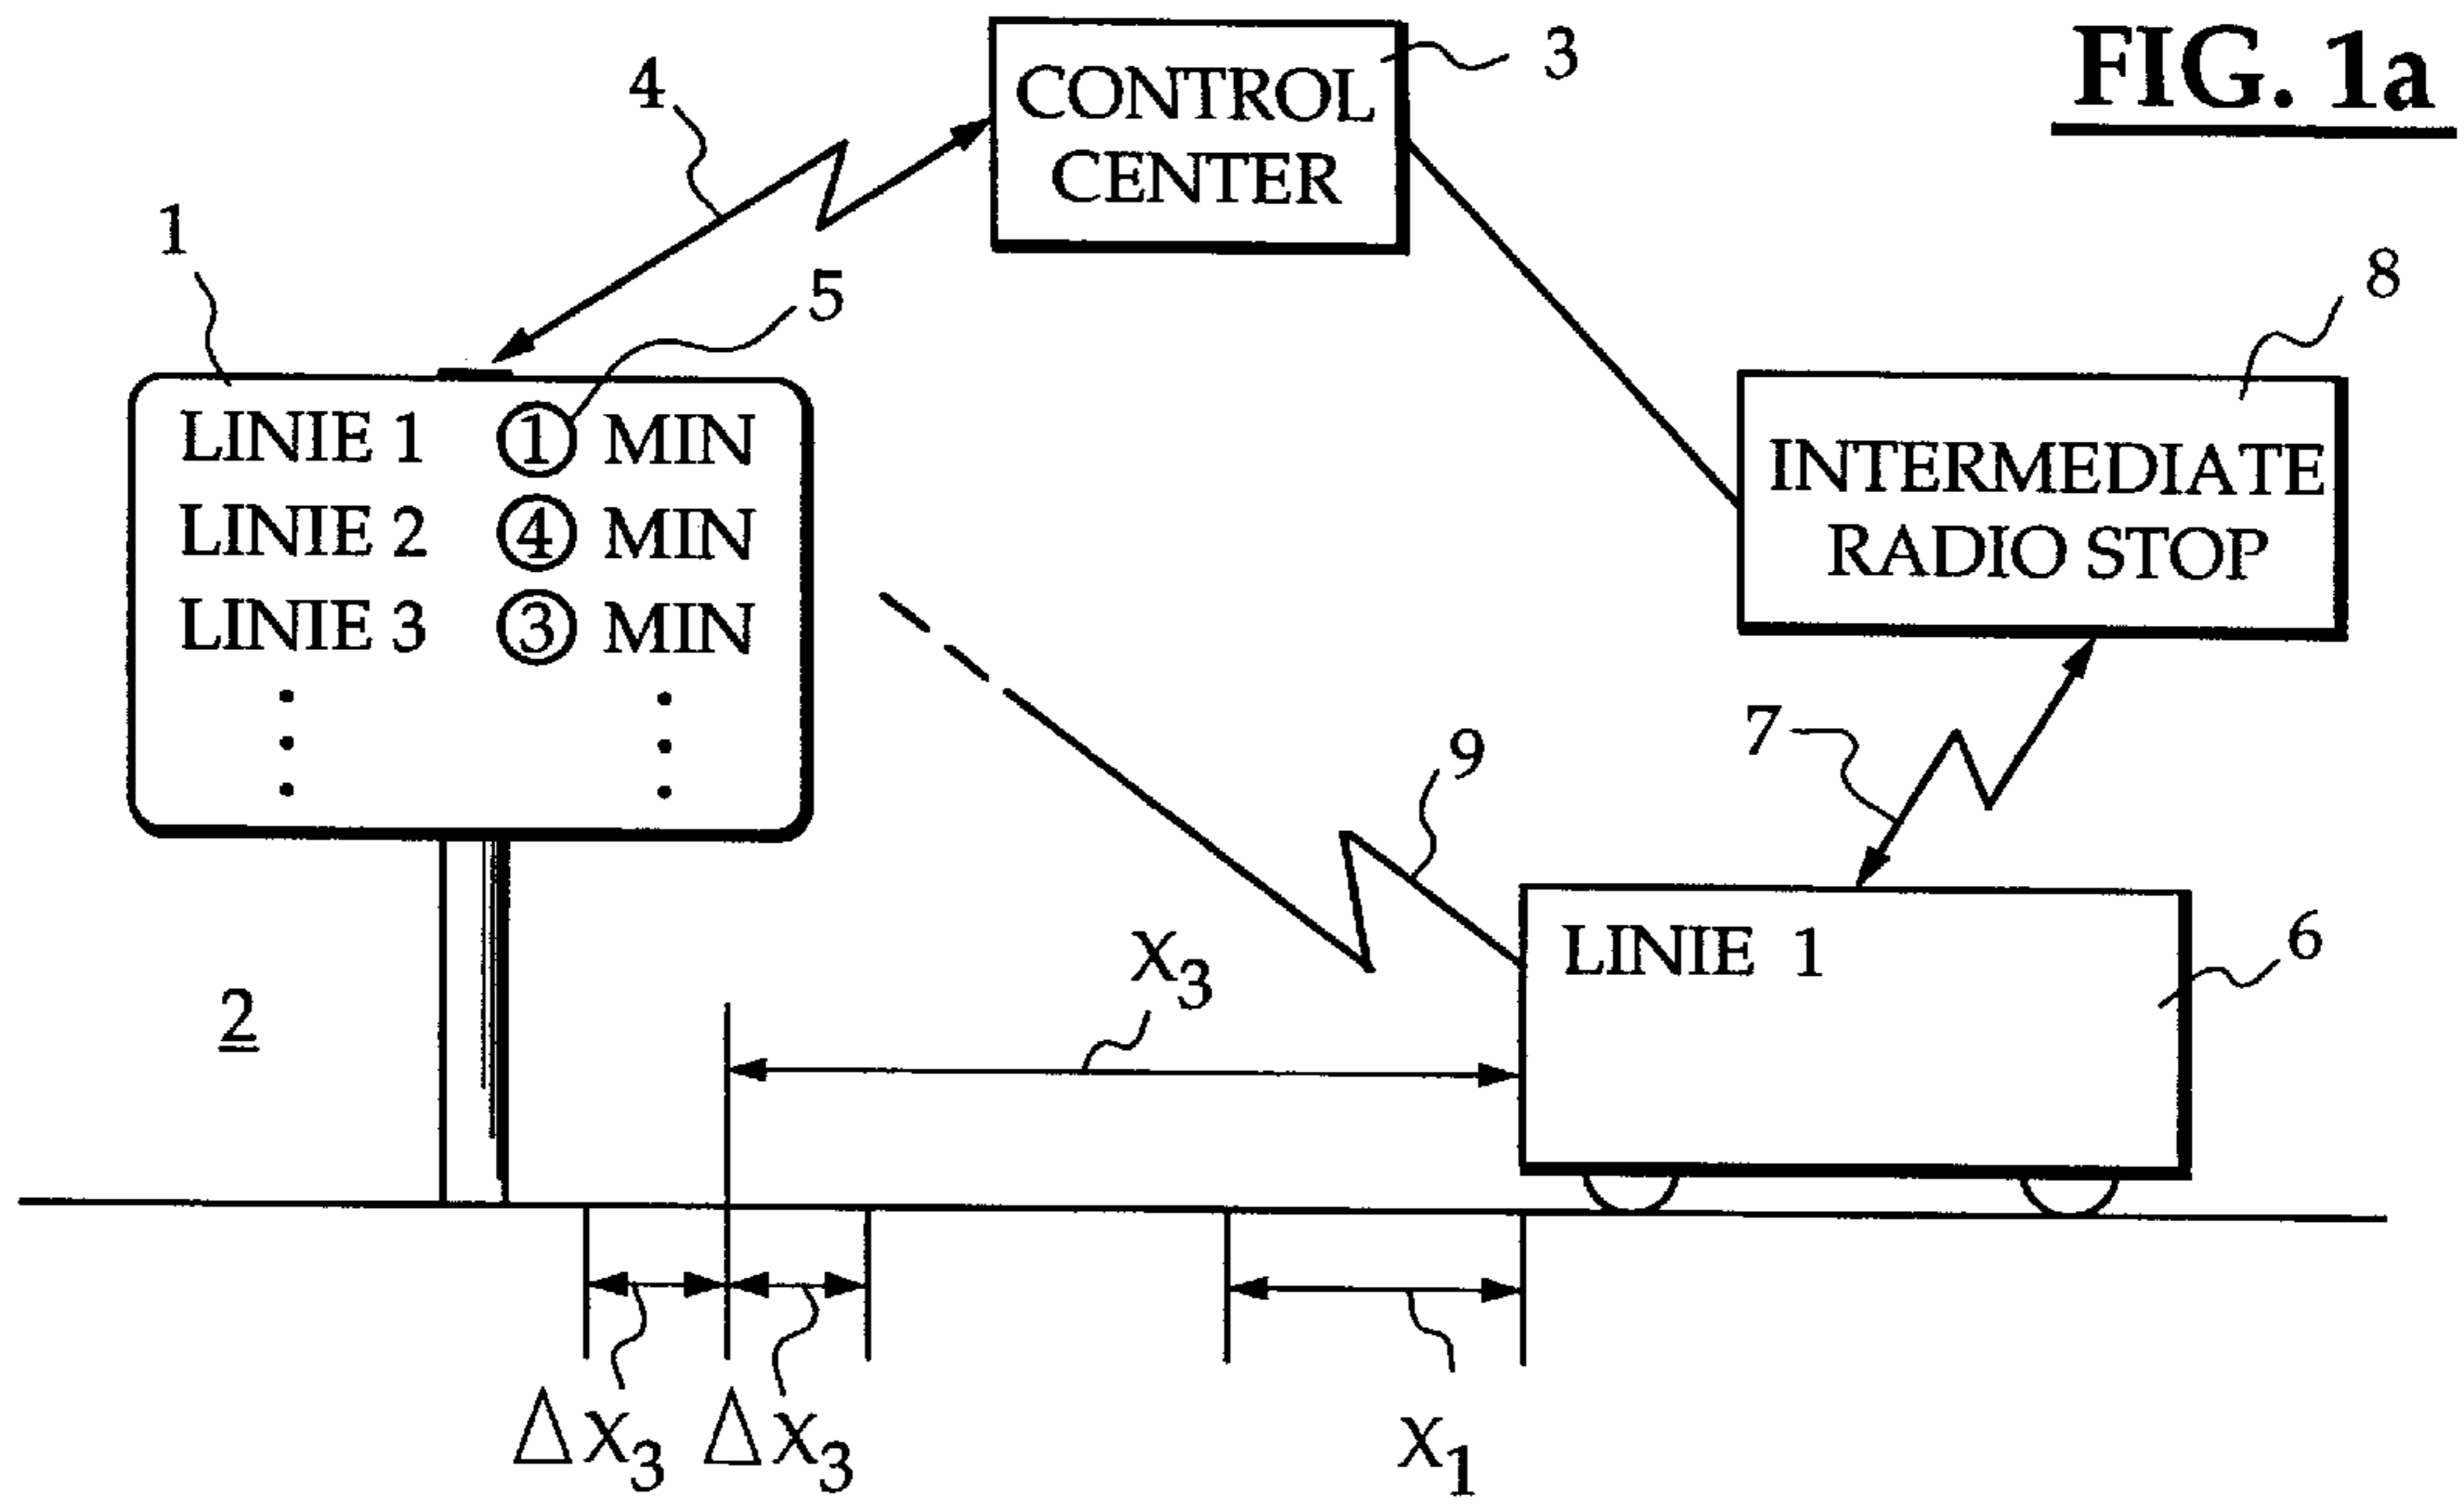 FIG. 1a
3
CONTROL
CENTER
4
1
5
8
LINIE 1 ① MIN
LINIE 2 ④ MIN
LINIE 3 ③ MIN
INTERMEDIATE
RADIO STOP
7
9
LINIE 1
6
X3
2
ΔX3 ΔX3 X1